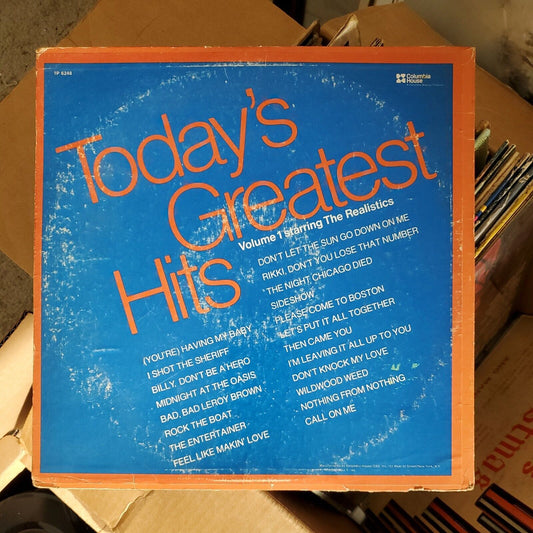 TP 6248
Columbia
House
Today's
Greatest
Hits
Volume 1 starring The Realistics
DON'T LET THE SUN GO DOWN ON ME
RIKKI, DON'T YOU LOSE THAT NUMBER
THE NIGHT CHICAGO DIED
SIDESHOW
PLEASE COME TO BOSTON
LET'S PUT IT ALL TOGETHER
THEN CAME YOU
I'M LEAVING IT ALL UP TO YOU
DON'T KNOCK MY LOVE
WILDWOOD WEED
NOTHING FROM NOTHING
CALL ON ME
(YOU'RE) HAVING MY BABY
I SHOT THE SHERIFF
BILLY, DON'T BE A HERO
MIDNIGHT AT THE OASIS
BAD, BAD LEROY BROWN
ROCK THE BOAT
THE ENTERTAINER
FEEL LIKE MAKIN' LOVE